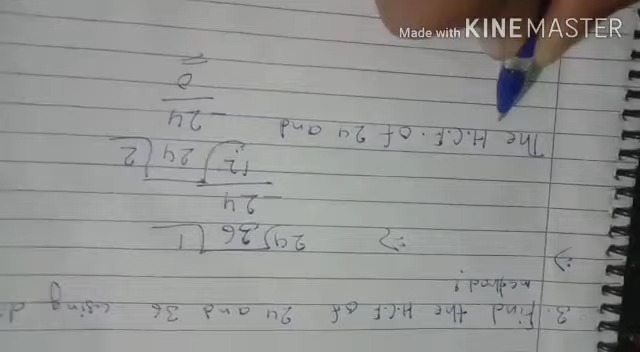 Made with KINEMASTER
3. Find the H.C.F of 24 and 36 using
method?
:-)
=> 24) 36 ( 1
- 24
12) 24 ( 2
- 24
0
The H.C.F. of 24 and